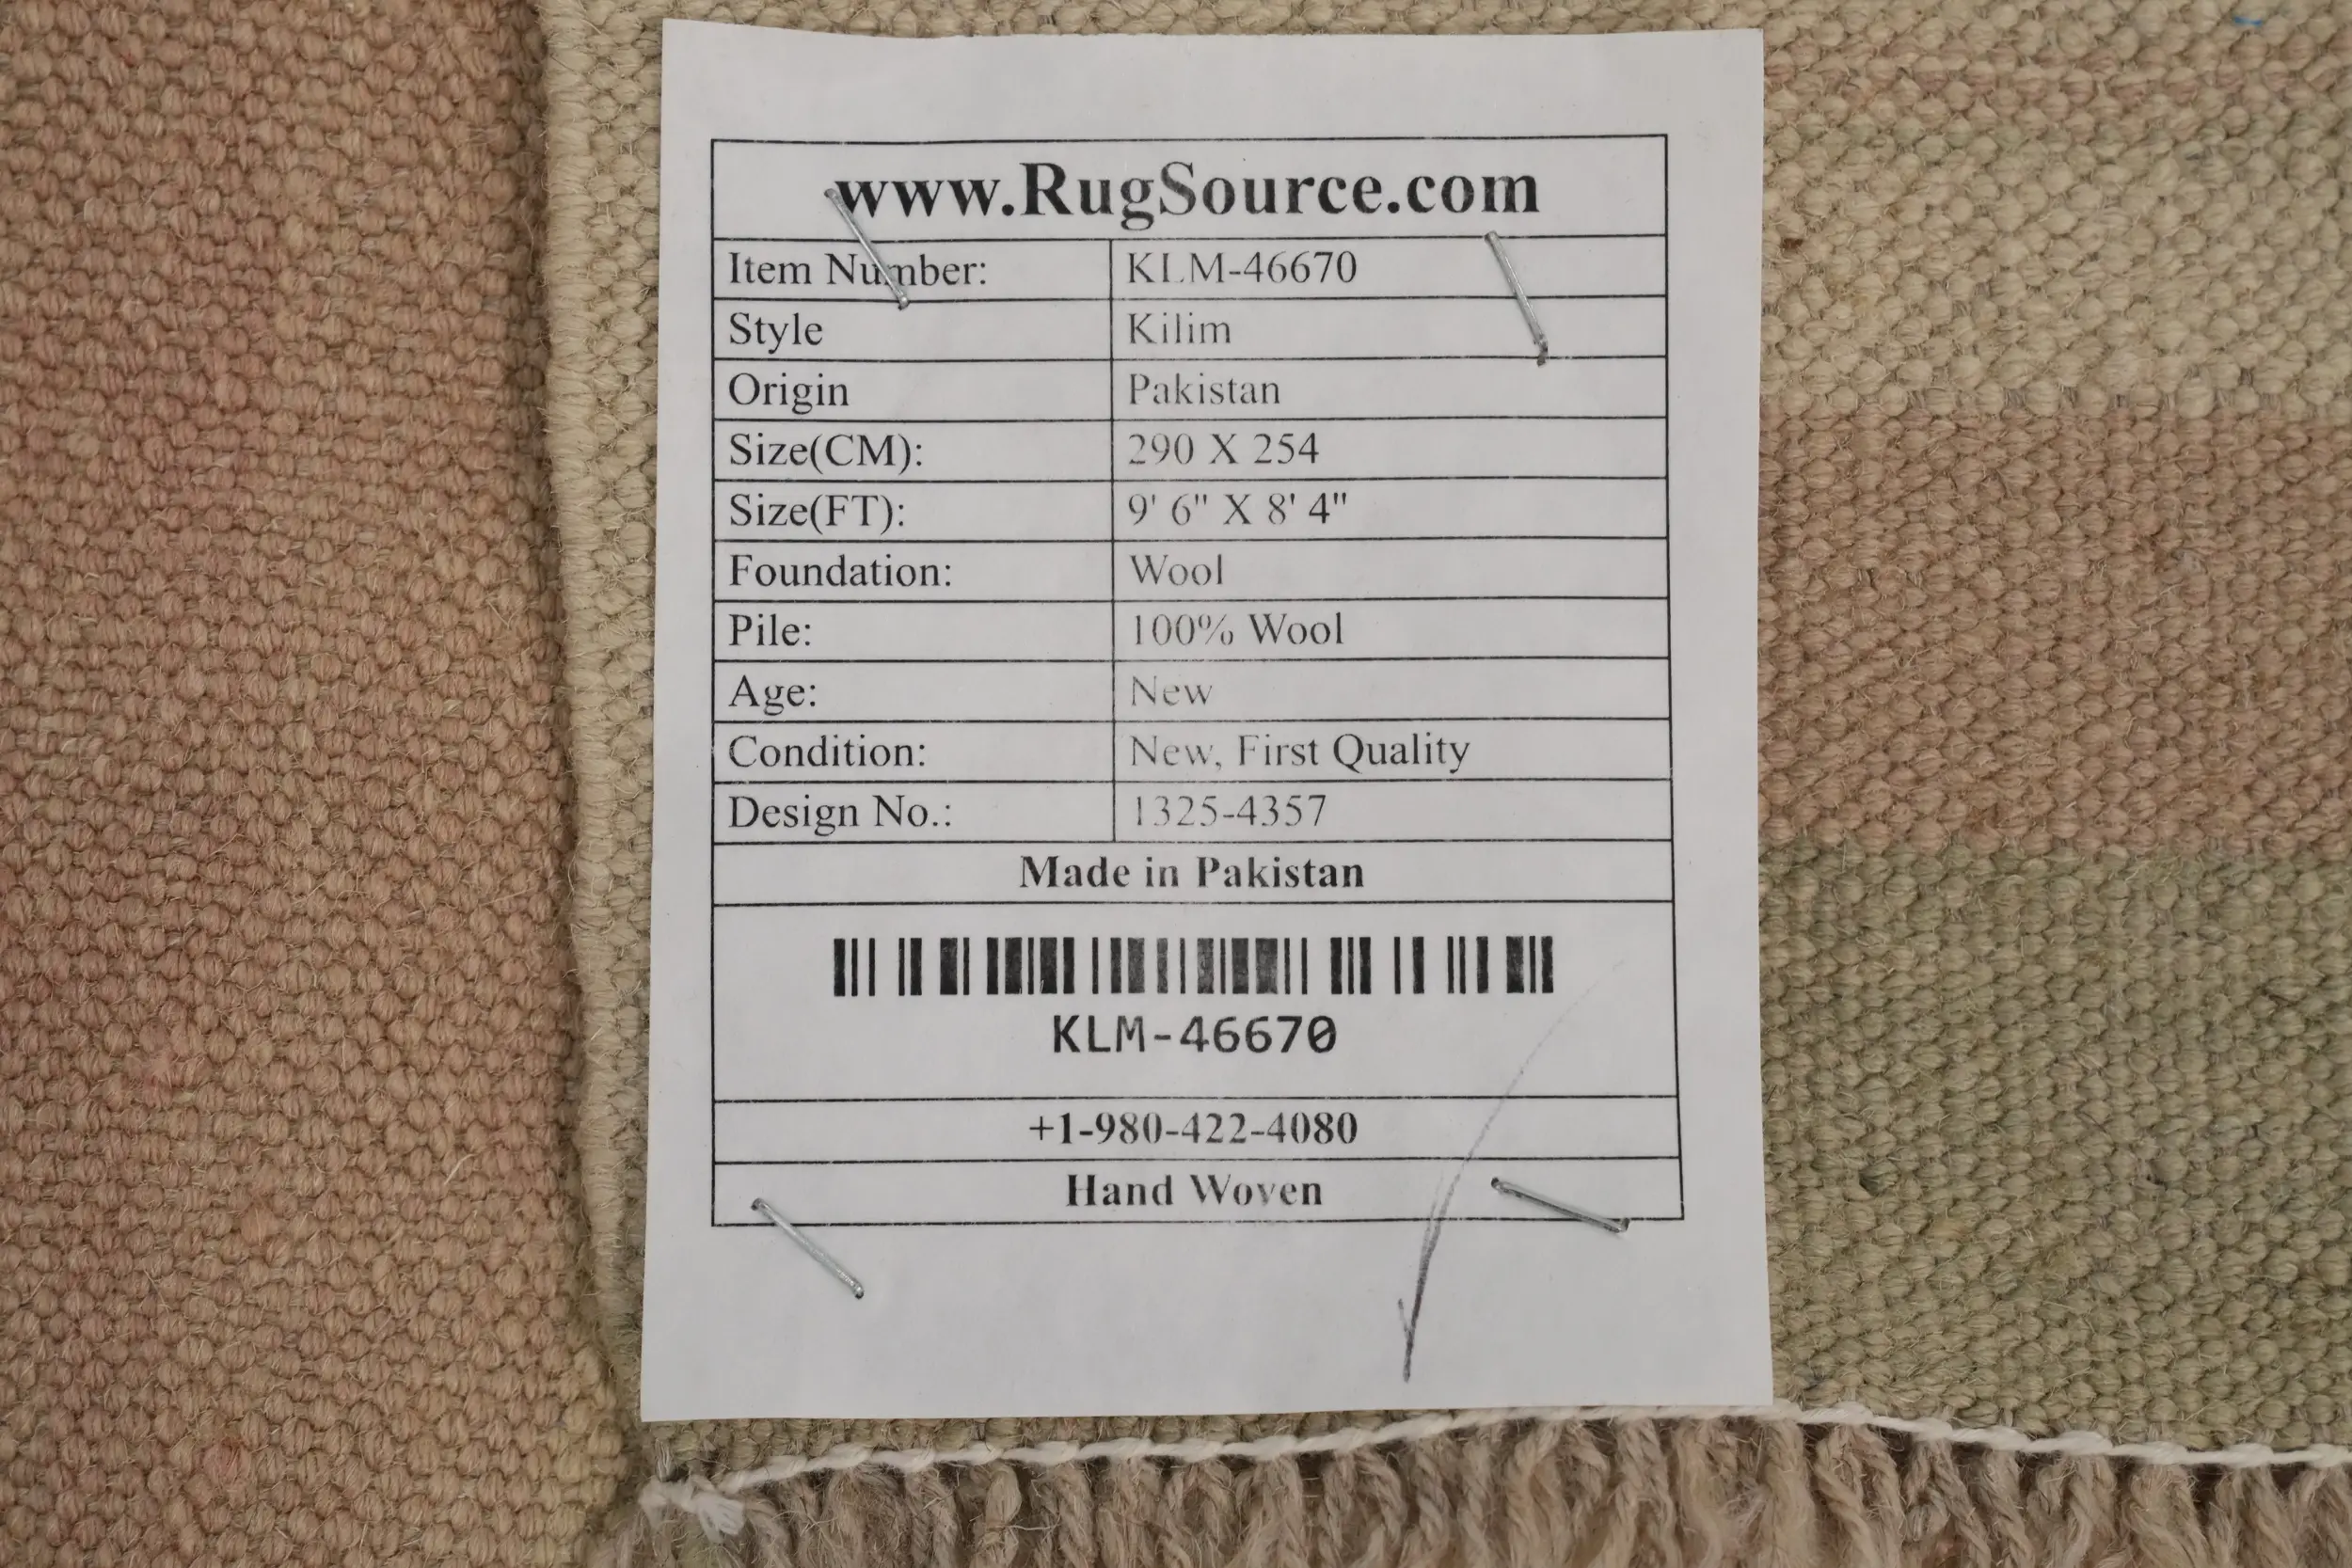 www.RugSource.com
Item Number: KLM-46670
Style Kilim
Origin Pakistan
Size(CM): 290 X 254
Size(FT): 9' 6" X 8' 4"
Foundation: Wool
Pile: 100% Wool
Age: New
Condition: New, First Quality
Design No.: 1325-4357
Made in Pakistan
KLM-46670
+1-980-422-4080
Hand Woven